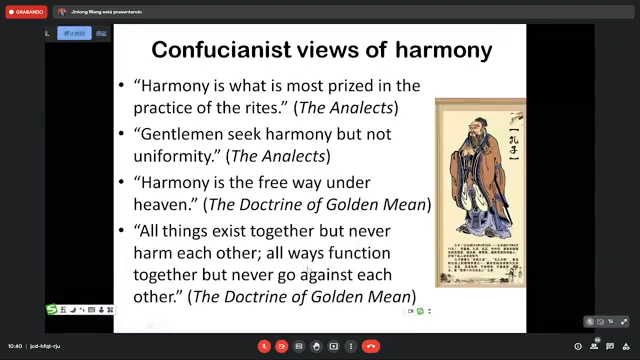 GRABANDO
Jinlong Wang está presentando
Confucianist views of harmony
• “Harmony is what is most prized in the
practice of the rites.” (The Analects)
• “Gentlemen seek harmony but not
uniformity.” (The Analects)
• “Harmony is the free way under
heaven.” (The Doctrine of Golden Mean)
• “All things exist together but never
harm each other; all ways function
together but never go against each
other.” (The Doctrine of Golden Mean)
【孔子】
10:40
jcd-hfqt-rju